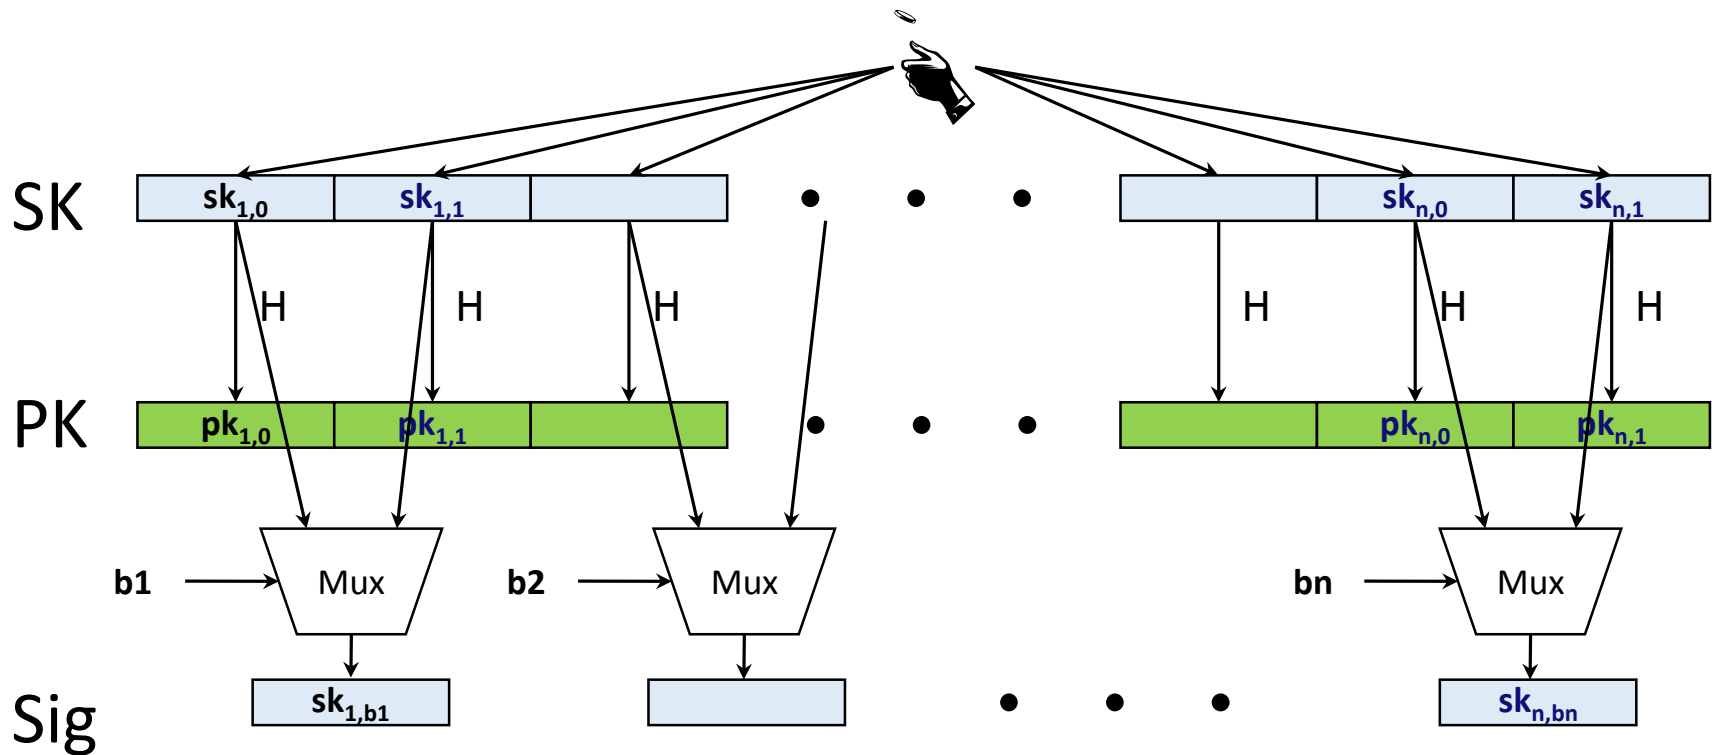 SK sk1,0 sk1,1 • • • skn,0 skn,1
H H H H H H
PK pk1,0 pk1,1 • • • pkn,0 pkn,1
b1 Mux b2 Mux bn Mux
Sig sk1,b1 • • • skn,bn